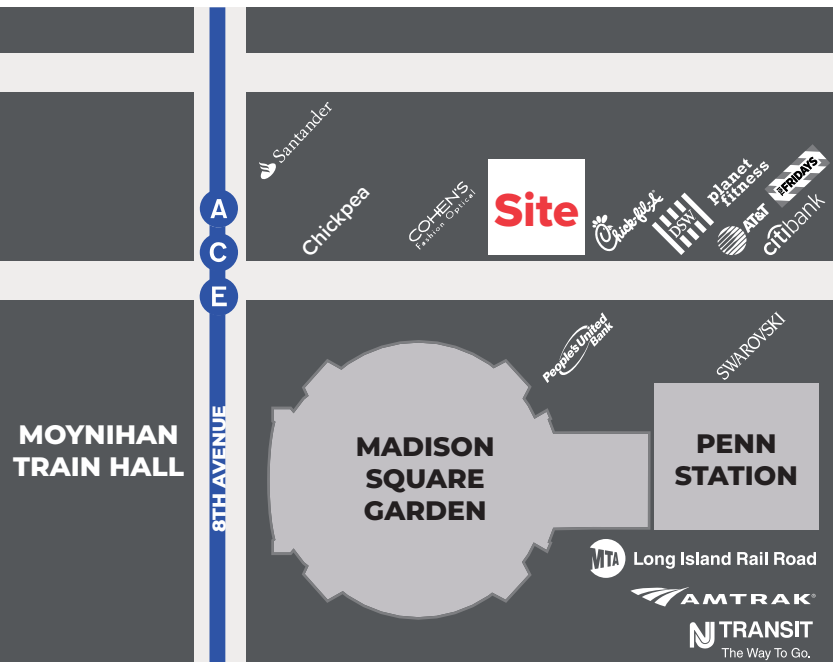 Santander
Chickpea
COHEN'S
Fashion Optical
Site
Chick-fil-A
DSW
planet
fitness
AT&T
TGI FRIDAYS
citibank
A
C
E
People's United
Bank
SWAROVSKI
MOYNIHAN
TRAIN HALL
8TH AVENUE
MADISON
SQUARE
GARDEN
PENN
STATION
MTA
Long Island Rail Road
AMTRAK
NJ TRANSIT
The Way To Go.